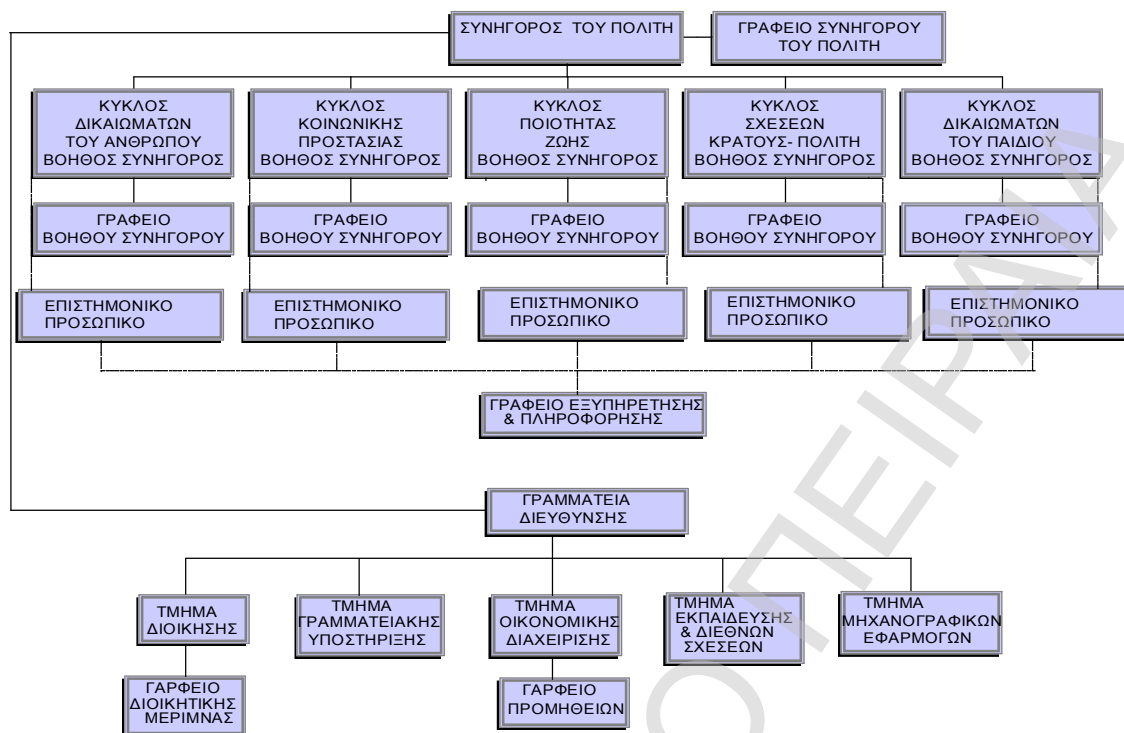 ΣΥΝΗΓΟΡΟΣ ΤΟΥ ΠΟΛΙΤΗ
ΓΡΑΦΕΙΟ ΣΥΝΗΓΟΡΟΥ
ΤΟΥ ΠΟΛΙΤΗ
ΚΥΚΛΟΣ
ΔΙΚΑΙΩΜΑΤΩΝ
ΤΟΥ ΑΝΘΡΩΠΟΥ
ΒΟΗΘΟΣ ΣΥΝΗΓΟΡΟΣ
ΚΥΚΛΟΣ
ΚΟΙΝΩΝΙΚΗΣ
ΠΡΟΣΤΑΣΙΑΣ
ΒΟΗΘΟΣ ΣΥΝΗΓΟΡΟΣ
ΚΥΚΛΟΣ
ΠΟΙΟΤΗΤΑΣ
ΖΩΗΣ
ΒΟΗΘΟΣ ΣΥΝΗΓΟΡΟΣ
ΚΥΚΛΟΣ
ΣΧΕΣΕΩΝ
ΚΡΑΤΟΥΣ- ΠΟΛΙΤΗ
ΒΟΗΘΟΣ ΣΥΝΗΓΟΡΟΣ
ΚΥΚΛΟΣ
ΔΙΚΑΙΩΜΑΤΩΝ
ΤΟΥ ΠΑΙΔΙΟΥ
ΒΟΗΘΟΣ ΣΥΝΗΓΟΡΟΣ
ΓΡΑΦΕΙΟ
ΒΟΗΘΟΥ ΣΥΝΗΓΟΡΟΥ
ΓΡΑΦΕΙΟ
ΒΟΗΘΟΥ ΣΥΝΗΓΟΡΟΥ
ΓΡΑΦΕΙΟ
ΒΟΗΘΟΥ ΣΥΝΗΓΟΡΟΥ
ΓΡΑΦΕΙΟ
ΒΟΗΘΟΥ ΣΥΝΗΓΟΡΟΥ
ΓΡΑΦΕΙΟ
ΒΟΗΘΟΥ ΣΥΝΗΓΟΡΟΥ
ΕΠΙΣΤΗΜΟΝΙΚΟ
ΠΡΟΣΩΠΙΚΟ
ΕΠΙΣΤΗΜΟΝΙΚΟ
ΠΡΟΣΩΠΙΚΟ
ΕΠΙΣΤΗΜΟΝΙΚΟ
ΠΡΟΣΩΠΙΚΟ
ΕΠΙΣΤΗΜΟΝΙΚΟ
ΠΡΟΣΩΠΙΚΟ
ΕΠΙΣΤΗΜΟΝΙΚΟ
ΠΡΟΣΩΠΙΚΟ
ΓΡΑΦΕΙΟ ΕΞΥΠΗΡΕΤΗΣΗΣ
& ΠΛΗΡΟΦΟΡΗΣΗΣ
ΓΡΑΜΜΑΤΕΙΑ
ΔΙΕΥΘΥΝΣΗΣ
ΤΜΗΜΑ
ΔΙΟΙΚΗΣΗΣ
ΤΜΗΜΑ
ΓΡΑΜΜΑΤΕΙΑΚΗΣ
ΥΠΟΣΤΗΡΙΞΗΣ
ΤΜΗΜΑ
ΟΙΚΟΝΟΜΙΚΗΣ
ΔΙΑΧΕΙΡΙΣΗΣ
ΤΜΗΜΑ
ΕΚΠΑΙΔΕΥΣΗΣ
& ΔΙΕΘΝΩΝ
ΣΧΕΣΕΩΝ
ΤΜΗΜΑ
ΜΗΧΑΝΟΓΡΑΦΙΚΩΝ
ΕΦΑΡΜΟΓΩΝ
ΓΑΡΦΕΙΟ
ΔΙΟΙΚΗΤΙΚΗΣ
ΜΕΡΙΜΝΑΣ
ΓΑΡΦΕΙΟ
ΠΡΟΜΗΘΕΙΩΝ
Ο ΠΕΙΡΑΙΑ